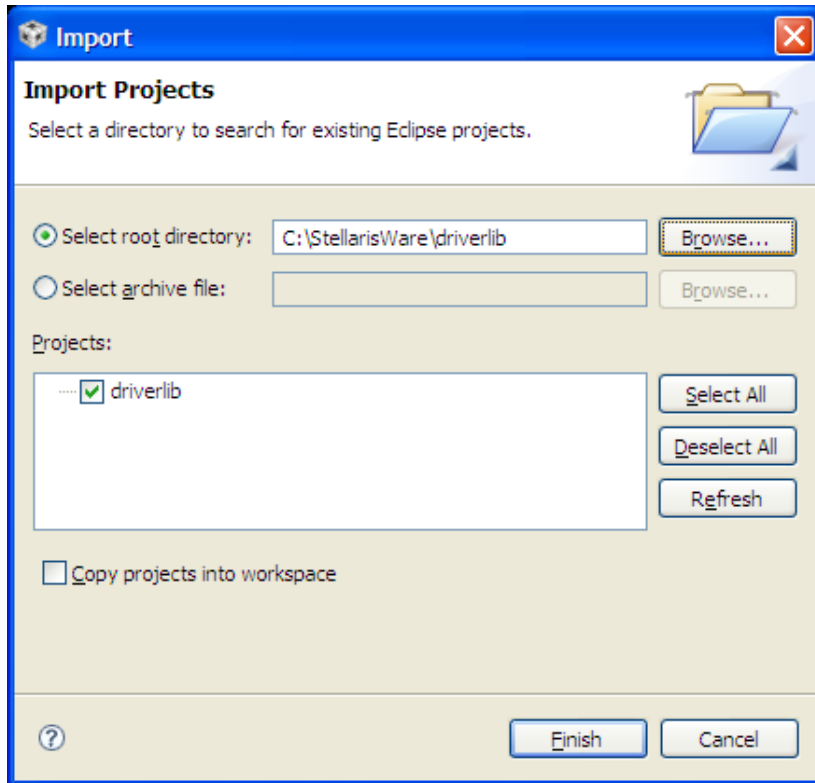 Import
Import Projects
Select a directory to search for existing Eclipse projects.
Select root directory: C:\StellarisWare\driverlib Browse...
Select archive file: Browse...
Projects:
driverlib
Select All
Deselect All
Refresh
Copy projects into workspace
? Finish Cancel